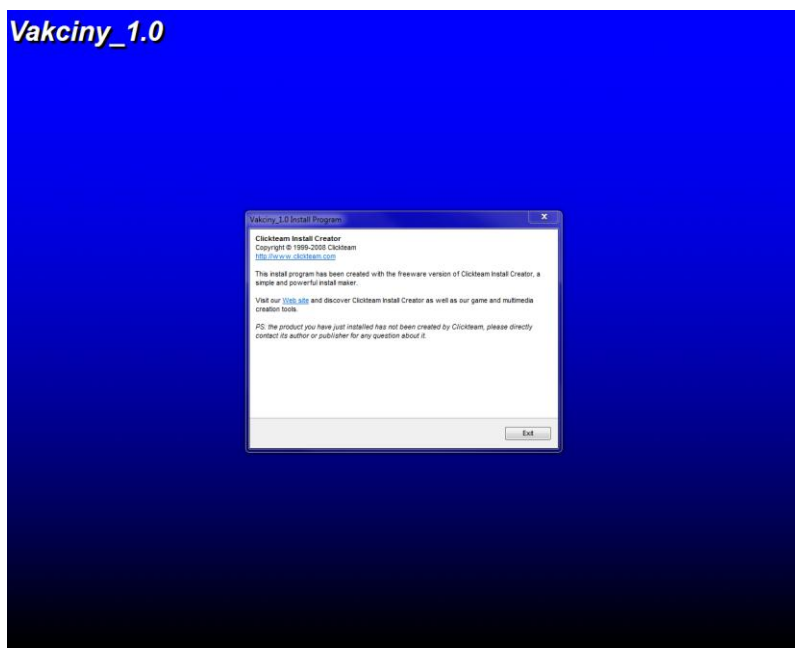 Vakciny_1.0
Vakciny_1.0 Install Program
Clickteam Install Creator
Copyright © 1999-2008 Clickteam
http://www.clickteam.com
This install program has been created with the freeware version of Clickteam Install Creator, a
simple and powerful install maker.
Visit our Web site and discover Clickteam Install Creator as well as our game and multimedia
creation tools.
PS: the product you have just installed has not been created by Clickteam, please directly
contact its author or publisher for any question about it.
Exit